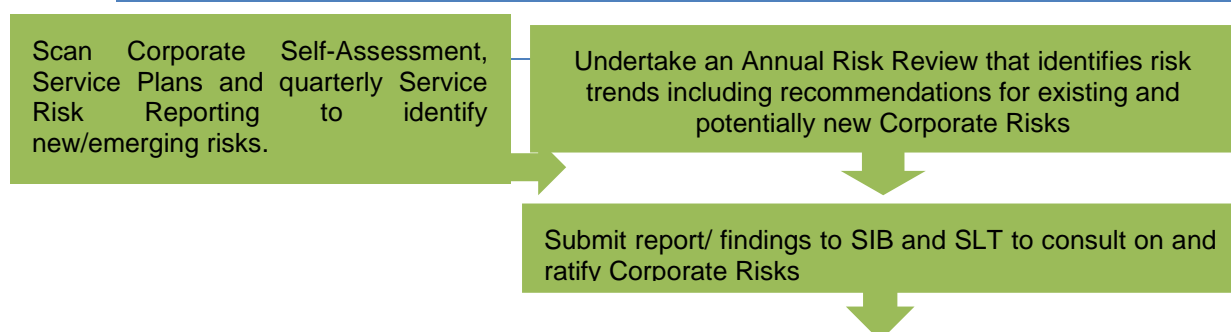 Scan Corporate Self-Assessment,
Service Plans and quarterly Service
Risk Reporting to identify
new/emerging risks.
Undertake an Annual Risk Review that identifies risk
trends including recommendations for existing and
potentially new Corporate Risks
Submit report/ findings to SIB and SLT to consult on and
ratify Corporate Risks